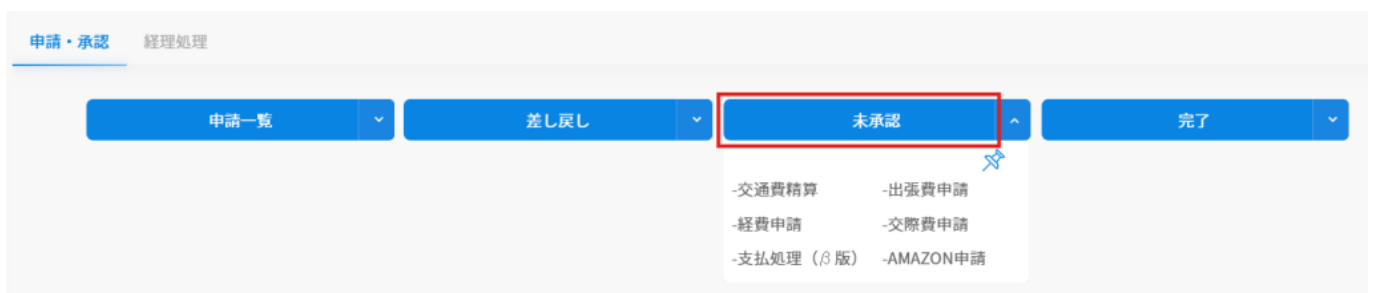 申請・承認 経理処理
申請一覧 差し戻し 未承認 完了
-交通費精算 -出張費申請
-経費申請 -交際費申請
-支払処理（β版） -AMAZON申請